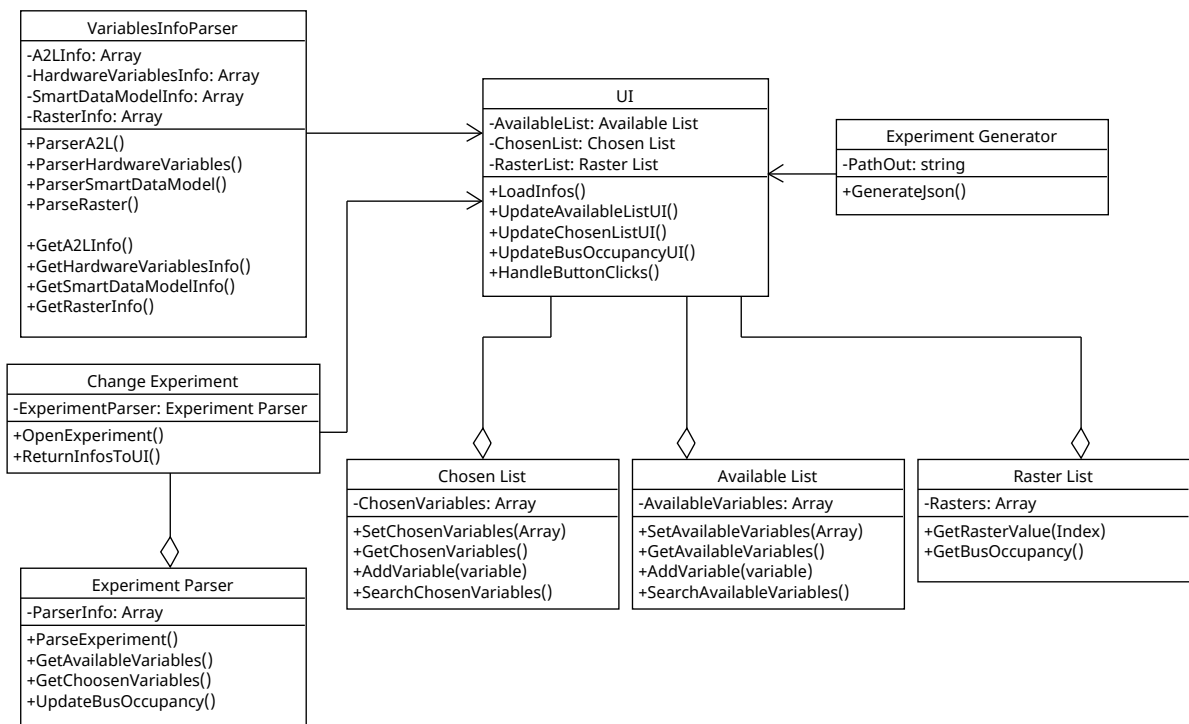 VariablesInfoParser
-A2LInfo: Array
-HardwareVariablesInfo: Array
-SmartDataModelInfo: Array
-RasterInfo: Array
+ParserA2L()
+ParserHardwareVariables()
+ParserSmartDataModel()
+ParseRaster()
+GetA2LInfo()
+GetHardwareVariablesInfo()
+GetSmartDataModelInfo()
+GetRasterInfo()
UI
-AvailableList: Available List
-ChosenList: Chosen List
-RasterList: Raster List
+LoadInfos()
+UpdateAvailableListUI()
+UpdateChosenListUI()
+UpdateBusOccupancyUI()
+HandleButtonClicks()
Experiment Generator
-PathOut: string
+GenerateJson()
Change Experiment
-ExperimentParser: Experiment Parser
+OpenExperiment()
+ReturnInfosToUI()
Chosen List
-ChosenVariables: Array
+SetChosenVariables(Array)
+GetChosenVariables()
+AddVariable(variable)
+SearchChosenVariables()
Available List
-AvailableVariables: Array
+SetAvailableVariables(Array)
+GetAvailableVariables()
+AddVariable(variable)
+SearchAvailableVariables()
Raster List
-Rasters: Array
+GetRasterValue(Index)
+GetBusOccupancy()
Experiment Parser
-ParserInfo: Array
+ParseExperiment()
+GetAvailableVariables()
+GetChoosenVariables()
+UpdateBusOccupancy()